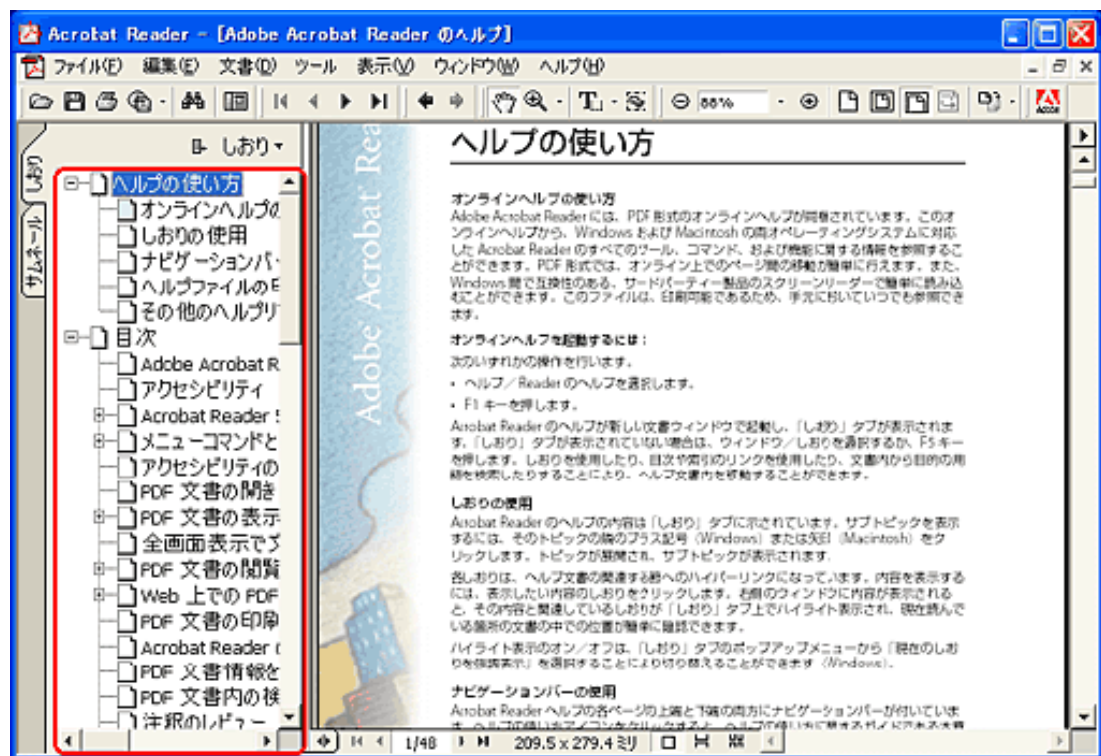 Acrobat Reader - [Adobe Acrobat Reader のヘルプ]
ファイル(F) 編集(E) 文書(D) ツール 表示(V) ウィンドウ(W) ヘルプ(H)
88%
しおり
サムネール
しおり
ヘルプの使い方
オンラインヘルプの
しおりの使用
ナビゲーションバ
ヘルプファイルの
その他のヘルプリ
目次
Adobe Acrobat R
アクセシビリティ
Acrobat Reader
メニューコマンドと
アクセシビリティの
PDF 文書の開き
PDF 文書の表示
全画面表示で
PDF 文書の閲覧
Web 上での PDF
PDF 文書の印刷
Acrobat Reader
PDF 文書情報を
PDF 文書内の検
注釈のレビュー
Adobe Acrobat Rea
ヘルプの使い方
オンラインヘルプの使い方
Adobe Acrobat Reader には、PDF 形式のオンラインヘルプが同梱されています。このオ
ンラインヘルプから、Windows および Macintosh の両オペレーティングシステムに対応
した Acrobat Reader のすべてのツール、コマンド、および機能に関する情報を参照するこ
とができます。PDF 形式では、オンライン上でのページ間の移動が簡単に行えます。また、
Windows 間で互換性のある、サードパーティー製品のスクリーンリーダーで簡単に読み込
むことができます。このファイルは、印刷可能であるため、手元においていつでも参照でき
ます。
オンラインヘルプを起動するには：
次のいずれかの操作を行います。
• ヘルプ／Reader のヘルプを選択します。
• F1 キーを押します。
Acrobat Reader のヘルプが新しい文書ウィンドウで起動し、「しおり」タブが表示されま
す。「しおり」タブが表示されていない場合は、ウィンドウ／しおりを選択するか、F5 キー
を押します。しおりを使用したり、目次や索引のリンクを使用したり、文書内から目的の用
語を検索したりすることにより、ヘルプ文書内を移動することができます。
しおりの使用
Acrobat Reader のヘルプの内容は「しおり」タブに示されています。サブトピックを表示
するには、そのトピックの隣のプラス記号（Windows）または矢印（Macintosh）をク
リックします。トピックが展開され、サブトピックが表示されます。
各しおりは、ヘルプ文書の関連する節へのハイパーリンクになっています。内容を表示する
には、表示したい内容のしおりをクリックします。右側のウィンドウに内容が表示される
と、その内容と関連しているしおりが「しおり」タブ上でハイライト表示され、現在読んで
いる箇所の文書の中での位置が簡単に確認できます。
ハイライト表示のオン／オフは、「しおり」タブのポップアップメニューから「現在のしお
りを強調表示」を選択することにより切り替えることができます（Windows）。
ナビゲーションバーの使用
Acrobat Reader ヘルプの各ページの上端と下端の両方にナビゲーションバーが付いていま
1/48 209.5 x 279.4 ミリ